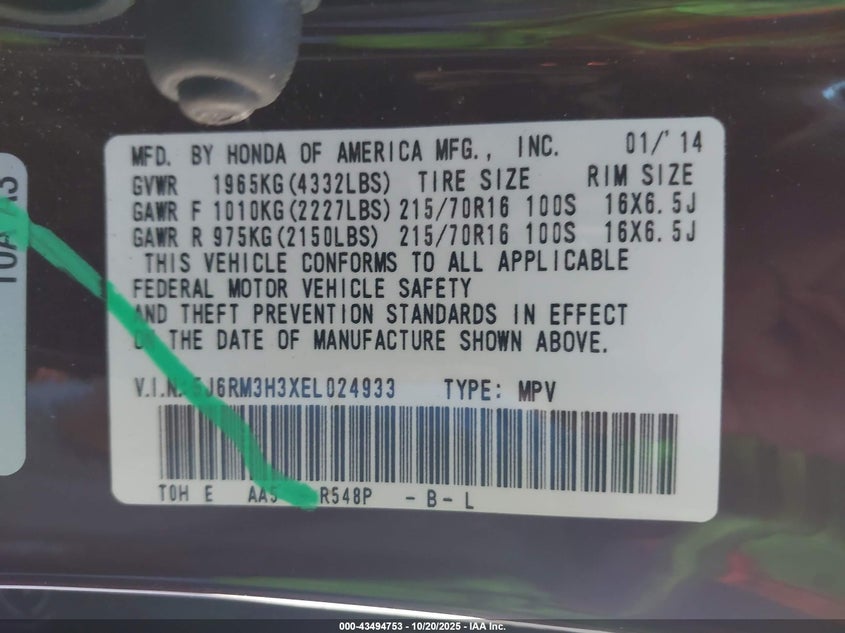 MFD. BY HONDA OF AMERICA MFG., INC. 01/'14
GVWR 1965KG(4332LBS) TIRE SIZE RIM SIZE
GAWR F 1010KG(2227LBS) 215/70R16 100S 16X6.5J
GAWR R 975KG(2150LBS) 215/70R16 100S 16X6.5J
THIS VEHICLE CONFORMS TO ALL APPLICABLE
FEDERAL MOTOR VEHICLE SAFETY
AND THEFT PREVENTION STANDARDS IN EFFECT
ON THE DATE OF MANUFACTURE SHOWN ABOVE.
V.I.N.:5J6RM3H3XEL024933 TYPE: MPV
T0H E R548P - B - L
000-43494753 - 10/20/2025 - IAA Inc.